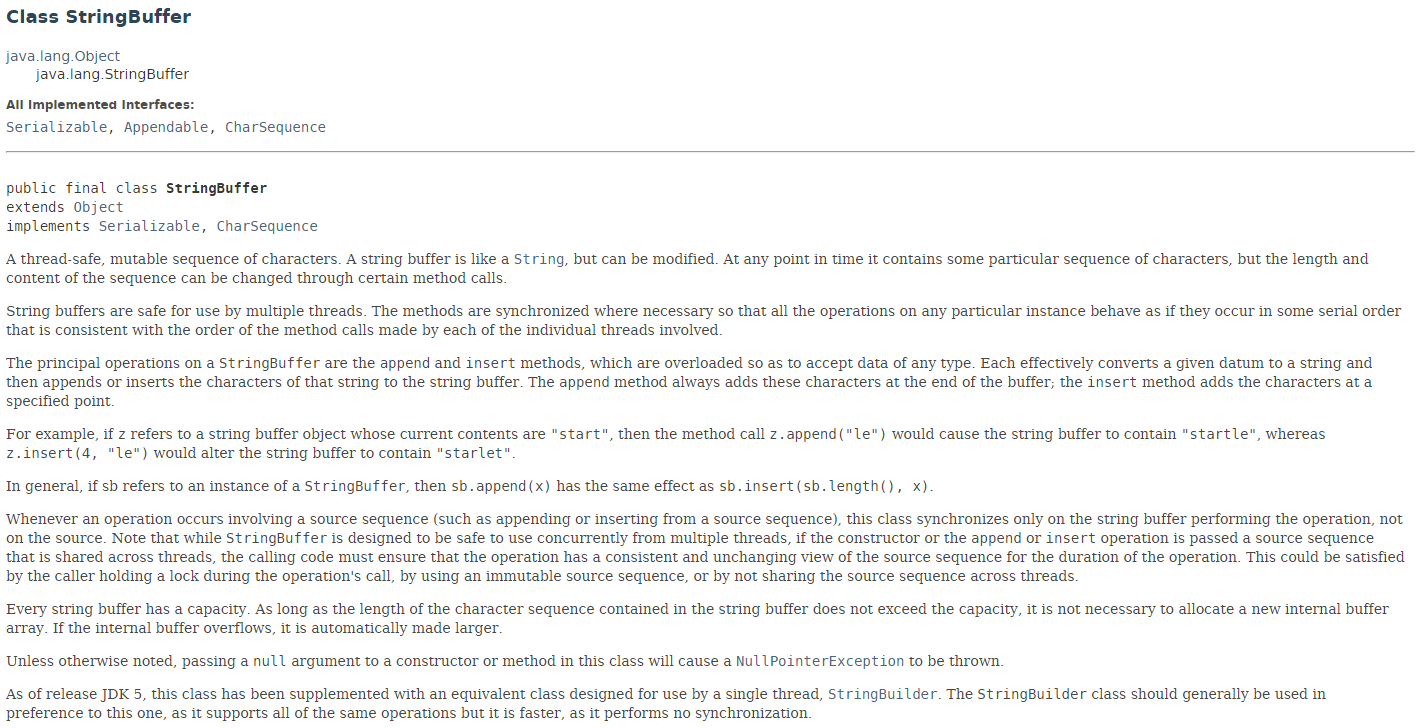 Class StringBuffer
java.lang.Object
java.lang.StringBuffer
All Implemented Interfaces:
Serializable, Appendable, CharSequence
public final class StringBuffer
extends Object
implements Serializable, CharSequence
A thread-safe, mutable sequence of characters. A string buffer is like a String, but can be modified. At any point in time it contains some particular sequence of characters, but the length and
content of the sequence can be changed through certain method calls.
String buffers are safe for use by multiple threads. The methods are synchronized where necessary so that all the operations on any particular instance behave as if they occur in some serial order
that is consistent with the order of the method calls made by each of the individual threads involved.
The principal operations on a StringBuffer are the append and insert methods, which are overloaded so as to accept data of any type. Each effectively converts a given datum to a string and
then appends or inserts the characters of that string to the string buffer. The append method always adds these characters at the end of the buffer; the insert method adds the characters at a
specified point.
For example, if z refers to a string buffer object whose current contents are "start", then the method call z.append("le") would cause the string buffer to contain "startle", whereas
z.insert(4, "le") would alter the string buffer to contain "starlet".
In general, if sb refers to an instance of a StringBuffer, then sb.append(x) has the same effect as sb.insert(sb.length(), x).
Whenever an operation occurs involving a source sequence (such as appending or inserting from a source sequence), this class synchronizes only on the string buffer performing the operation, not
on the source. Note that while StringBuffer is designed to be safe to use concurrently from multiple threads, if the constructor or the append or insert operation is passed a source sequence
that is shared across threads, the calling code must ensure that the operation has a consistent and unchanging view of the source sequence for the duration of the operation. This could be satisfied
by the caller holding a lock during the operation's call, by using an immutable source sequence, or by not sharing the source sequence across threads.
Every string buffer has a capacity. As long as the length of the character sequence contained in the string buffer does not exceed the capacity, it is not necessary to allocate a new internal buffer
array. If the internal buffer overflows, it is automatically made larger.
Unless otherwise noted, passing a null argument to a constructor or method in this class will cause a NullPointerException to be thrown.
As of release JDK 5, this class has been supplemented with an equivalent class designed for use by a single thread, StringBuilder. The StringBuilder class should generally be used in
preference to this one, as it supports all of the same operations but it is faster, as it performs no synchronization.